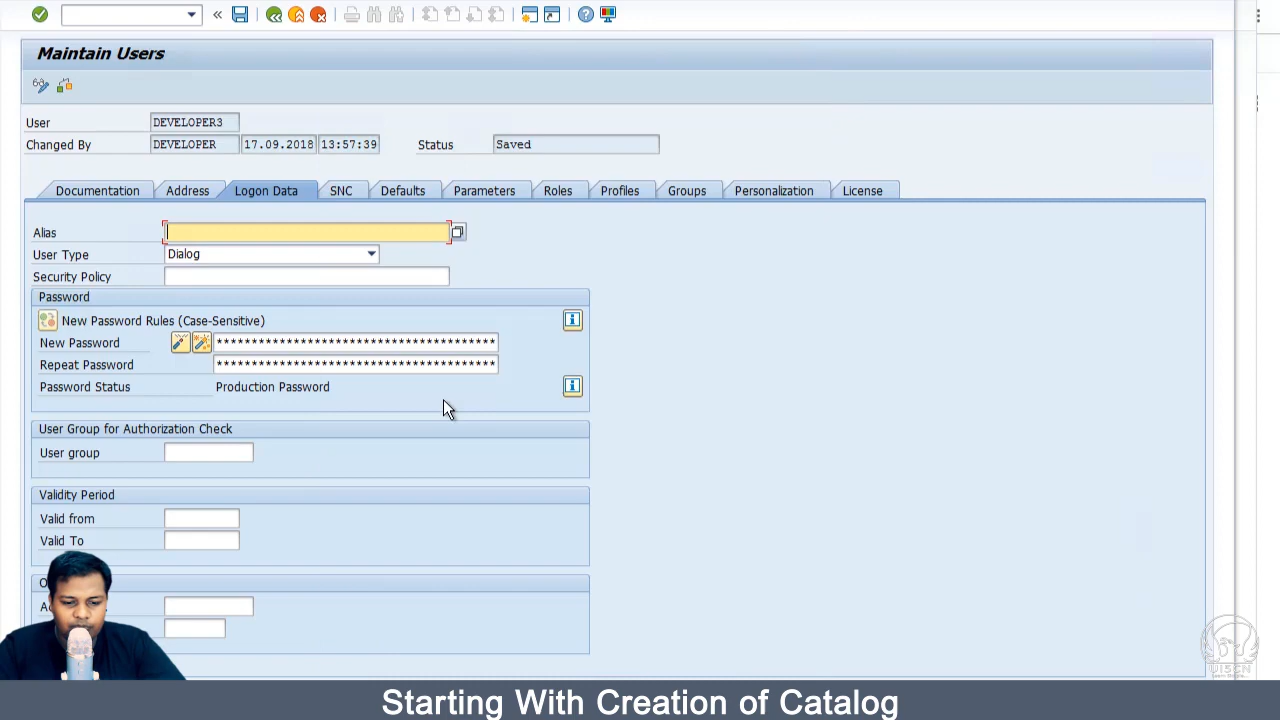 Maintain Users
User DEVELOPER3
Changed By DEVELOPER 17.09.2018 13:57:39 Status Saved
Documentation Address Logon Data SNC Defaults Parameters Roles Profiles Groups Personalization License
Alias
User Type Dialog
Security Policy
Password
New Password Rules (Case-Sensitive)
New Password ****************************************
Repeat Password ****************************************
Password Status Production Password
User Group for Authorization Check
User group
Validity Period
Valid from
Valid To
UI5CN
Starting With Creation of Catalog